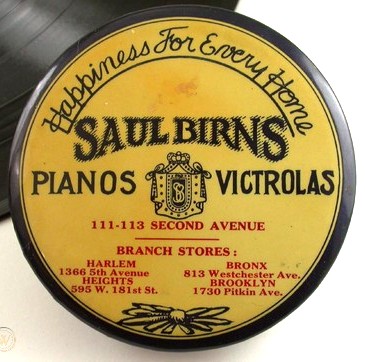 Happiness For Every Home
SAUL BIRNS
PIANOS SB VICTROLAS
111-113 SECOND AVENUE
BRANCH STORES:
HARLEM BRONX
1366 5th Avenue 813 Westchester Ave.
HEIGHTS BROOKLYN
595 W. 181st St. 1730 Pitkin Ave.